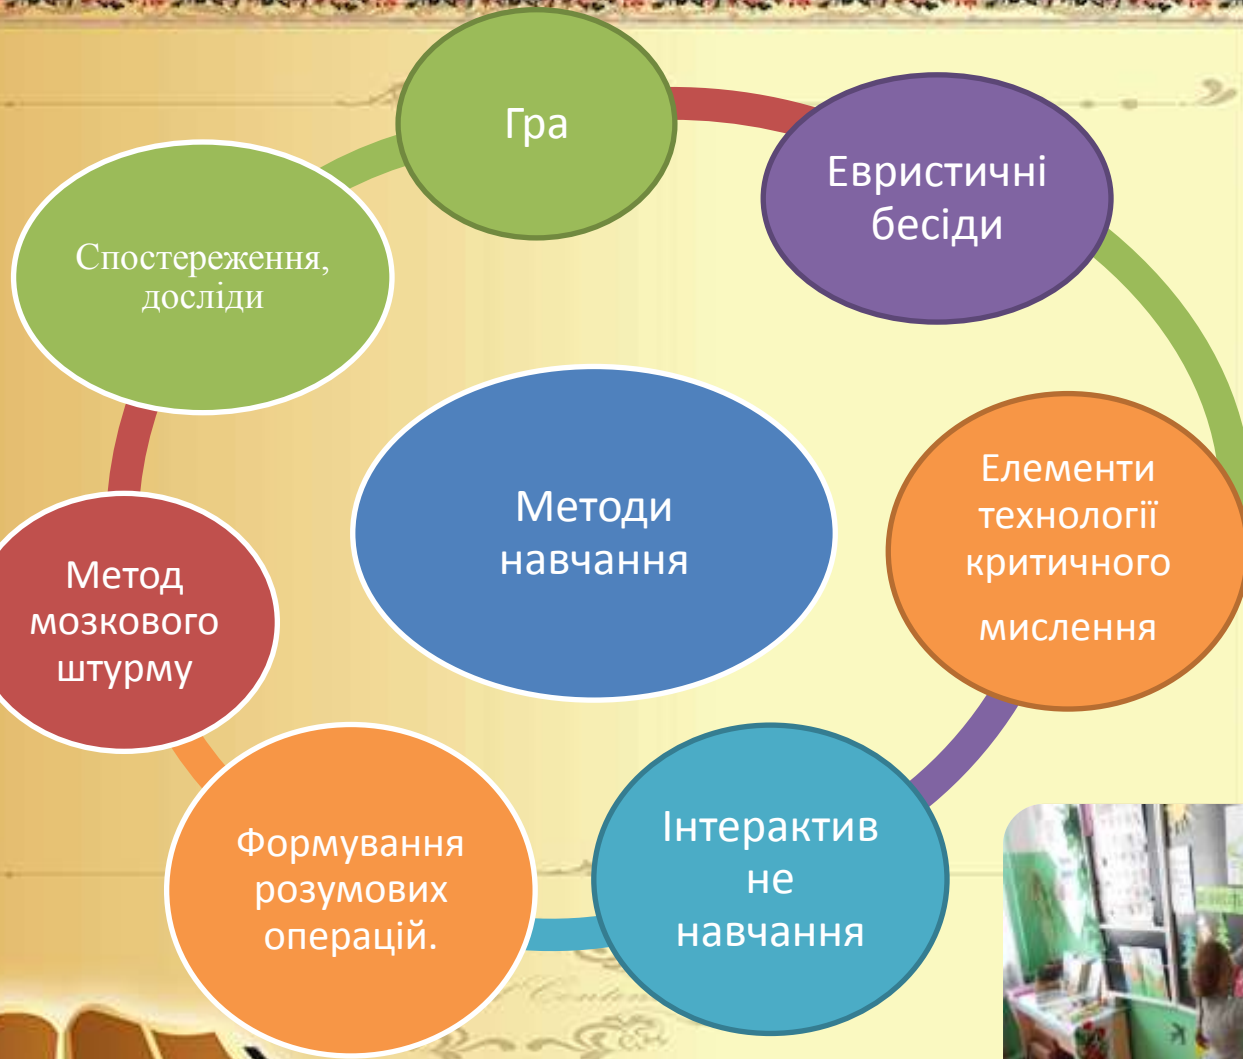 Гра
Евристичні
бесіди
Спостереження,
досліди
Методи
навчання
Елементи
технології
критичного
мислення
Метод
мозкового
штурму
Інтерактив
не
навчання
Формування
розумових
операцій.